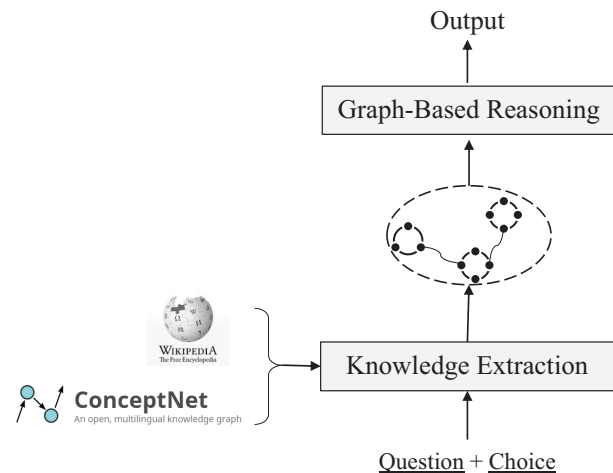 Output
Graph-Based Reasoning
WIKIPEDIA
The Free Encyclopedia
Knowledge Extraction
ConceptNet
An open, multilingual knowledge graph
Question + Choice